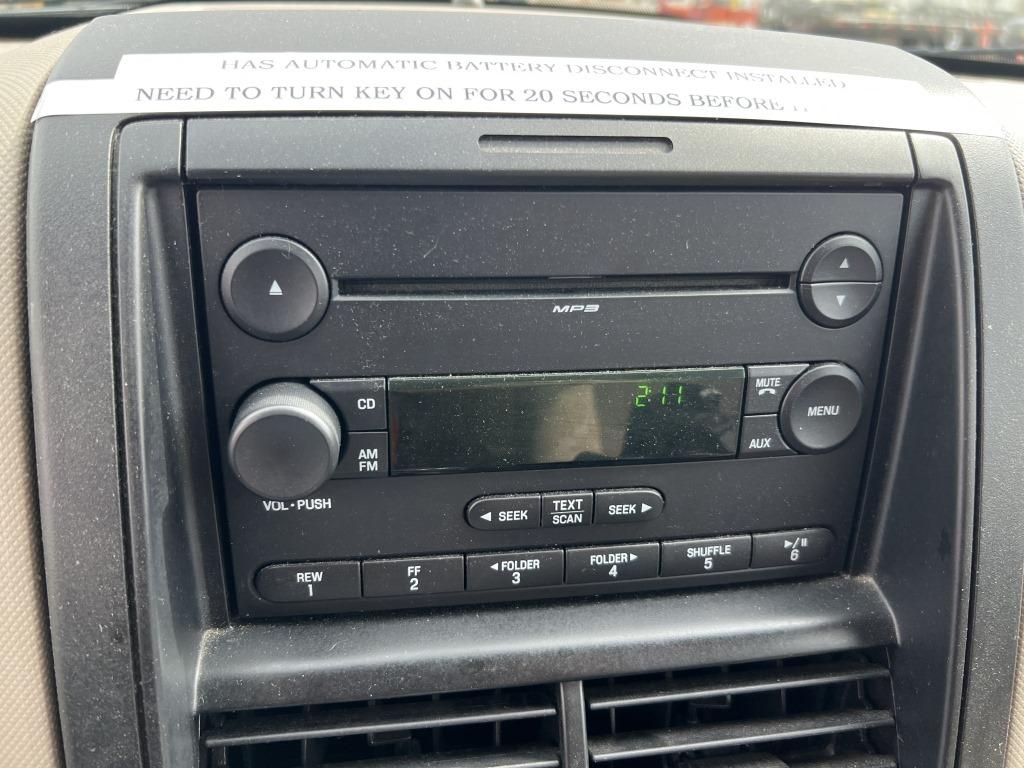 HAS AUTOMATIC BATTERY DISCONNECT INSTALLED
NEED TO TURN KEY ON FOR 20 SECONDS BEFORE
MP3
CD
2:11
MUTE
MENU
AM
FM
AUX
VOL•PUSH
◄ SEEK
TEXT
SCAN
SEEK ►
REW
1
FF
2
◄ FOLDER
3
FOLDER ►
4
SHUFFLE
5
►/II
6